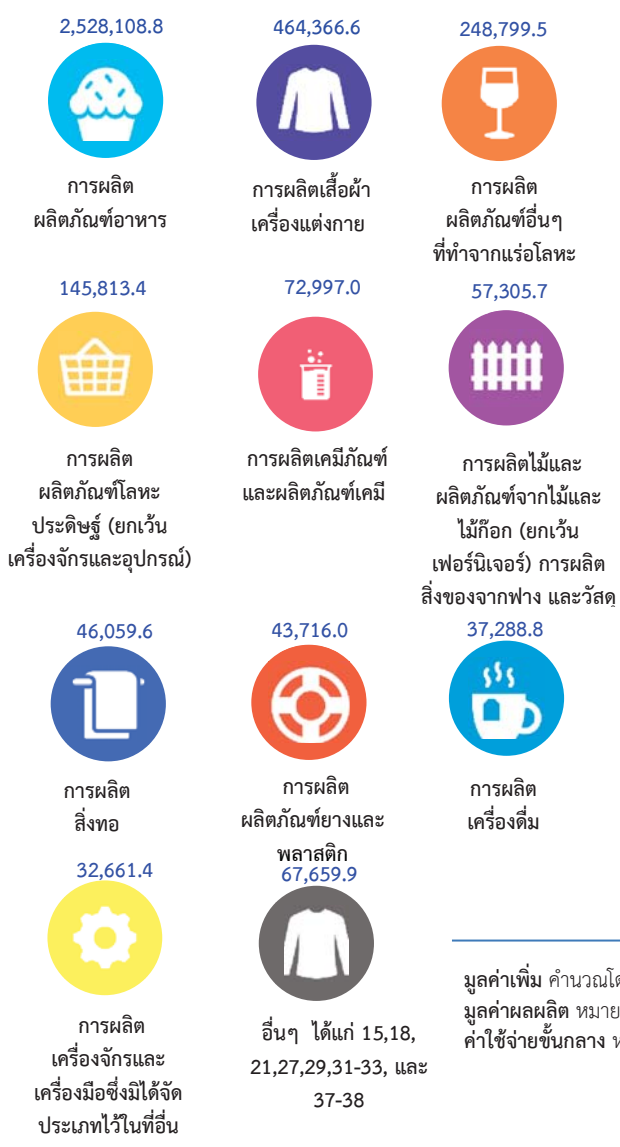 2,528,108.8
การผลิต
ผลิตภัณฑ์อาหาร
464,366.6
การผลิตเสื้อผ้า
เครื่องแต่งกาย
248,799.5
การผลิต
ผลิตภัณฑ์อื่นๆ
ที่ทำจากแร่อโลหะ
145,813.4
การผลิต
ผลิตภัณฑ์โลหะ
ประดิษฐ์ (ยกเว้น
เครื่องจักรและอุปกรณ์)
72,997.0
การผลิตเคมีภัณฑ์
และผลิตภัณฑ์เคมี
57,305.7
การผลิตไม้และ
ผลิตภัณฑ์จากไม้และ
ไม้ก๊อก (ยกเว้น
เฟอร์นิเจอร์) การผลิต
สิ่งของจากฟาง และวัสดุ
46,059.6
การผลิต
สิ่งทอ
43,716.0
การผลิต
ผลิตภัณฑ์ยางและ
พลาสติก
37,288.8
การผลิต
เครื่องดื่ม
32,661.4
การผลิต
เครื่องจักรและ
เครื่องมือซึ่งมิได้จัด
ประเภทไว้ในที่อื่น
67,659.9
อื่นๆ ได้แก่ 15,18,
21,27,29,31-33, และ
37-38
มูลค่าเพิ่ม
มูลค่าผลผลิต
ค่าใช้จ่ายขั้นกลาง